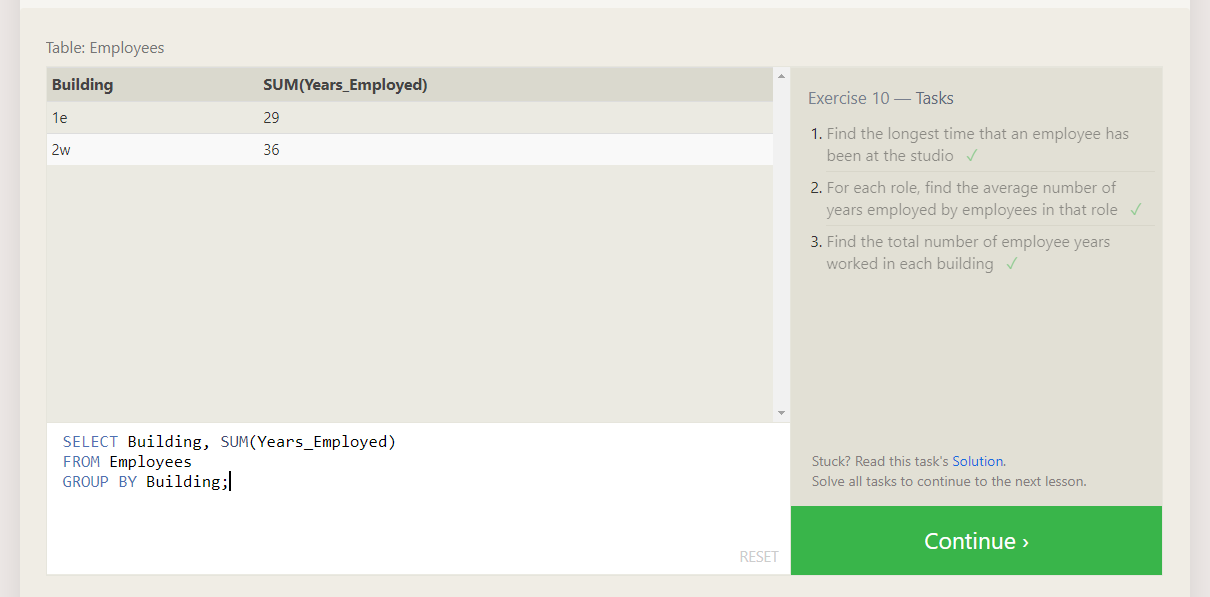 Table: Employees
Building SUM(Years_Employed)
1e 29
2w 36
SELECT Building, SUM(Years_Employed)
FROM Employees
GROUP BY Building;
RESET
Exercise 10 — Tasks
1. Find the longest time that an employee has
been at the studio ✓
2. For each role, find the average number of
years employed by employees in that role ✓
3. Find the total number of employee years
worked in each building ✓
Stuck? Read this task's Solution.
Solve all tasks to continue to the next lesson.
Continue ›